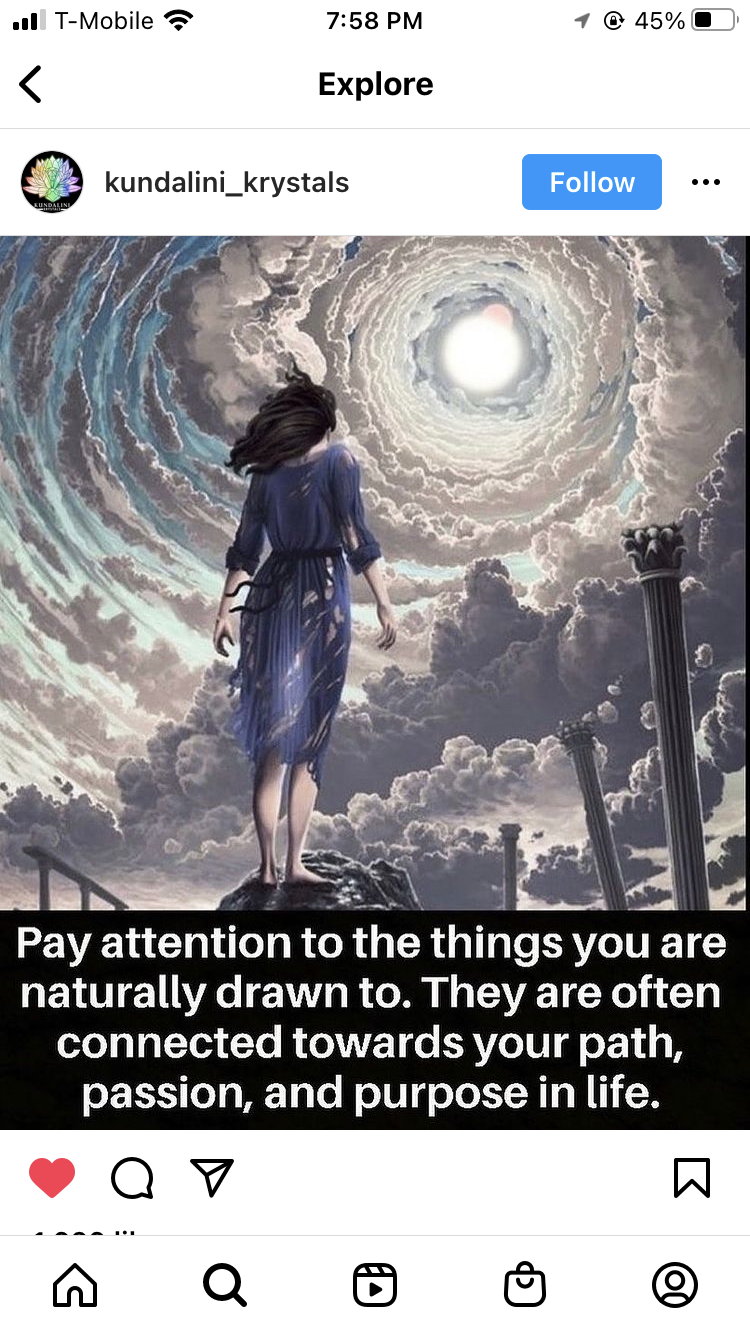 T-Mobile 7:58 PM 45%
Explore
kundalini_krystals Follow
KUNDALINI
Pay attention to the things you are
naturally drawn to. They are often
connected towards your path,
passion, and purpose in life.